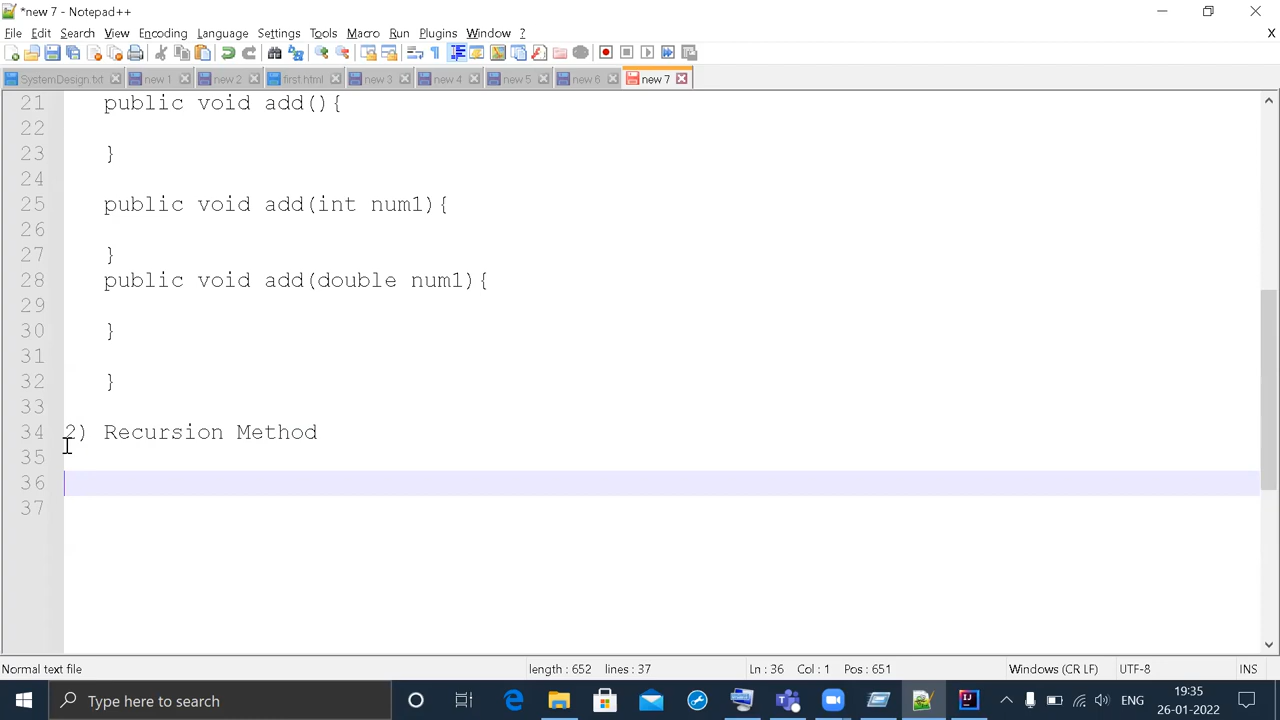 *new 7 - Notepad++
File Edit Search View Encoding Language Settings Tools Macro Run Plugins Window ? X
SystemDesign.txt new 1 new 2 first.html new 3 new 4 new 5 new 6 new 7
21 public void add(){
22
23 }
24
25 public void add(int num1){
26
27 }
28 public void add(double num1){
29
30 }
31
32 }
33
34 2) Recursion Method
35
36
37
Normal text file length : 652 lines : 37 Ln : 36 Col : 1 Pos : 651 Windows (CR LF) UTF-8 INS
Type here to search ENG 19:35
26-01-2022